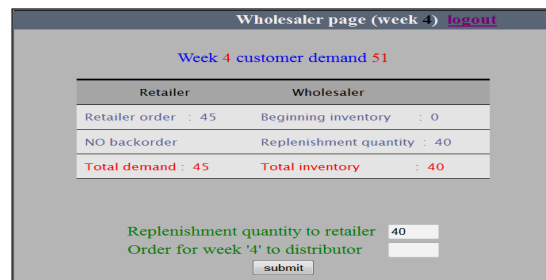 Wholesaler page (week 4) logout
Week 4 customer demand 51
Retailer Wholesaler
Retailer order : 45 Beginning inventory : 0
NO backorder Replenishment quantity : 40
Total demand : 45 Total inventory : 40
Replenishment quantity to retailer 40
Order for week '4' to distributor
submit